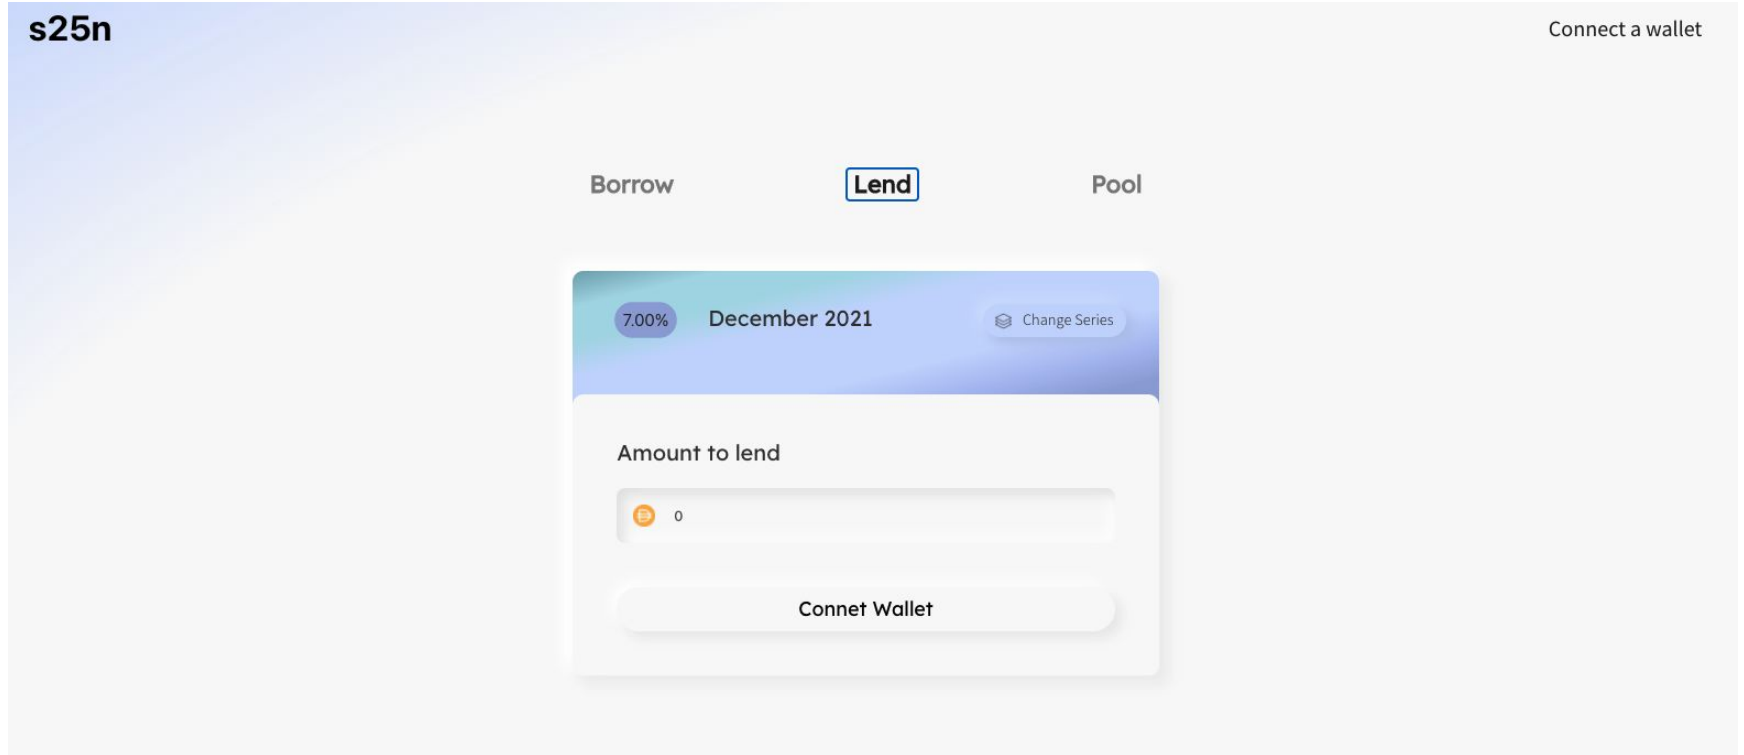 s25n
Connect a wallet
Borrow
Lend
Pool
7.00%
December 2021
Change Series
Amount to lend
0
Connet Wallet